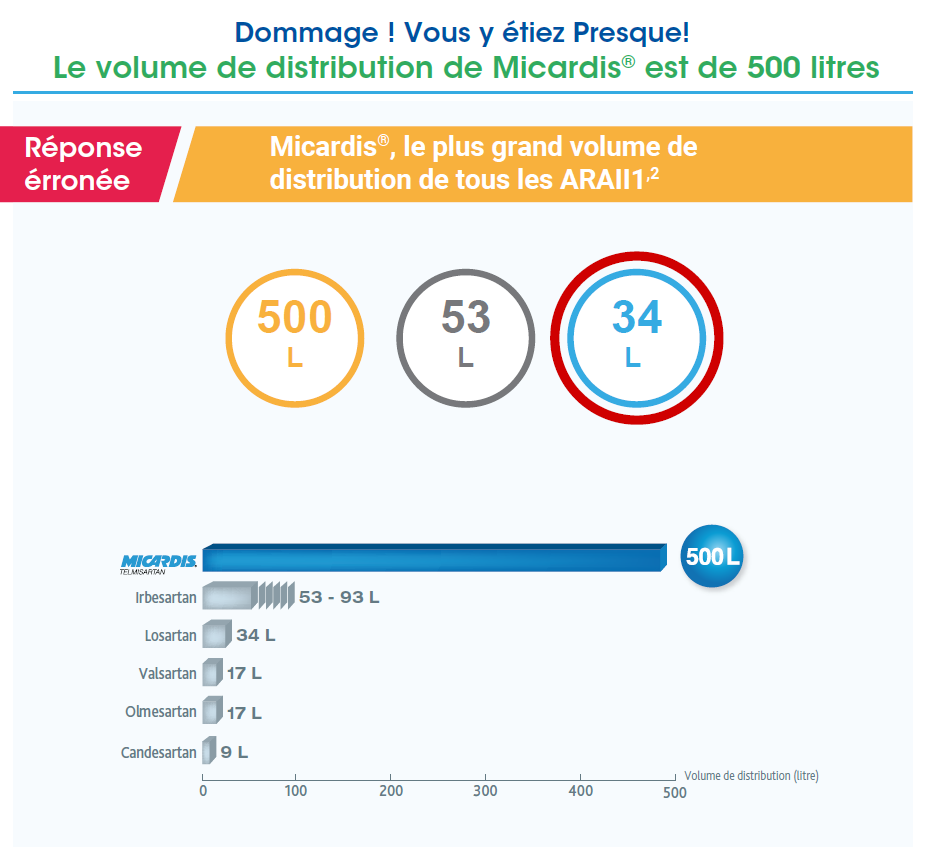 Dommage ! Vous y étiez Presque!
Le volume de distribution de Micardis® est de 500 litres
Réponse
érronée
Micardis®, le plus grand volume de
distribution de tous les ARAII1,2
500
L
53
L
34
L
MICARDIS.
TELMISARTAN
500 L
Irbesartan
53 - 93 L
Losartan
34 L
Valsartan
17 L
Olmesartan
17 L
Candesartan
9 L
Volume de distribution (litre)
0 100 200 300 400 500